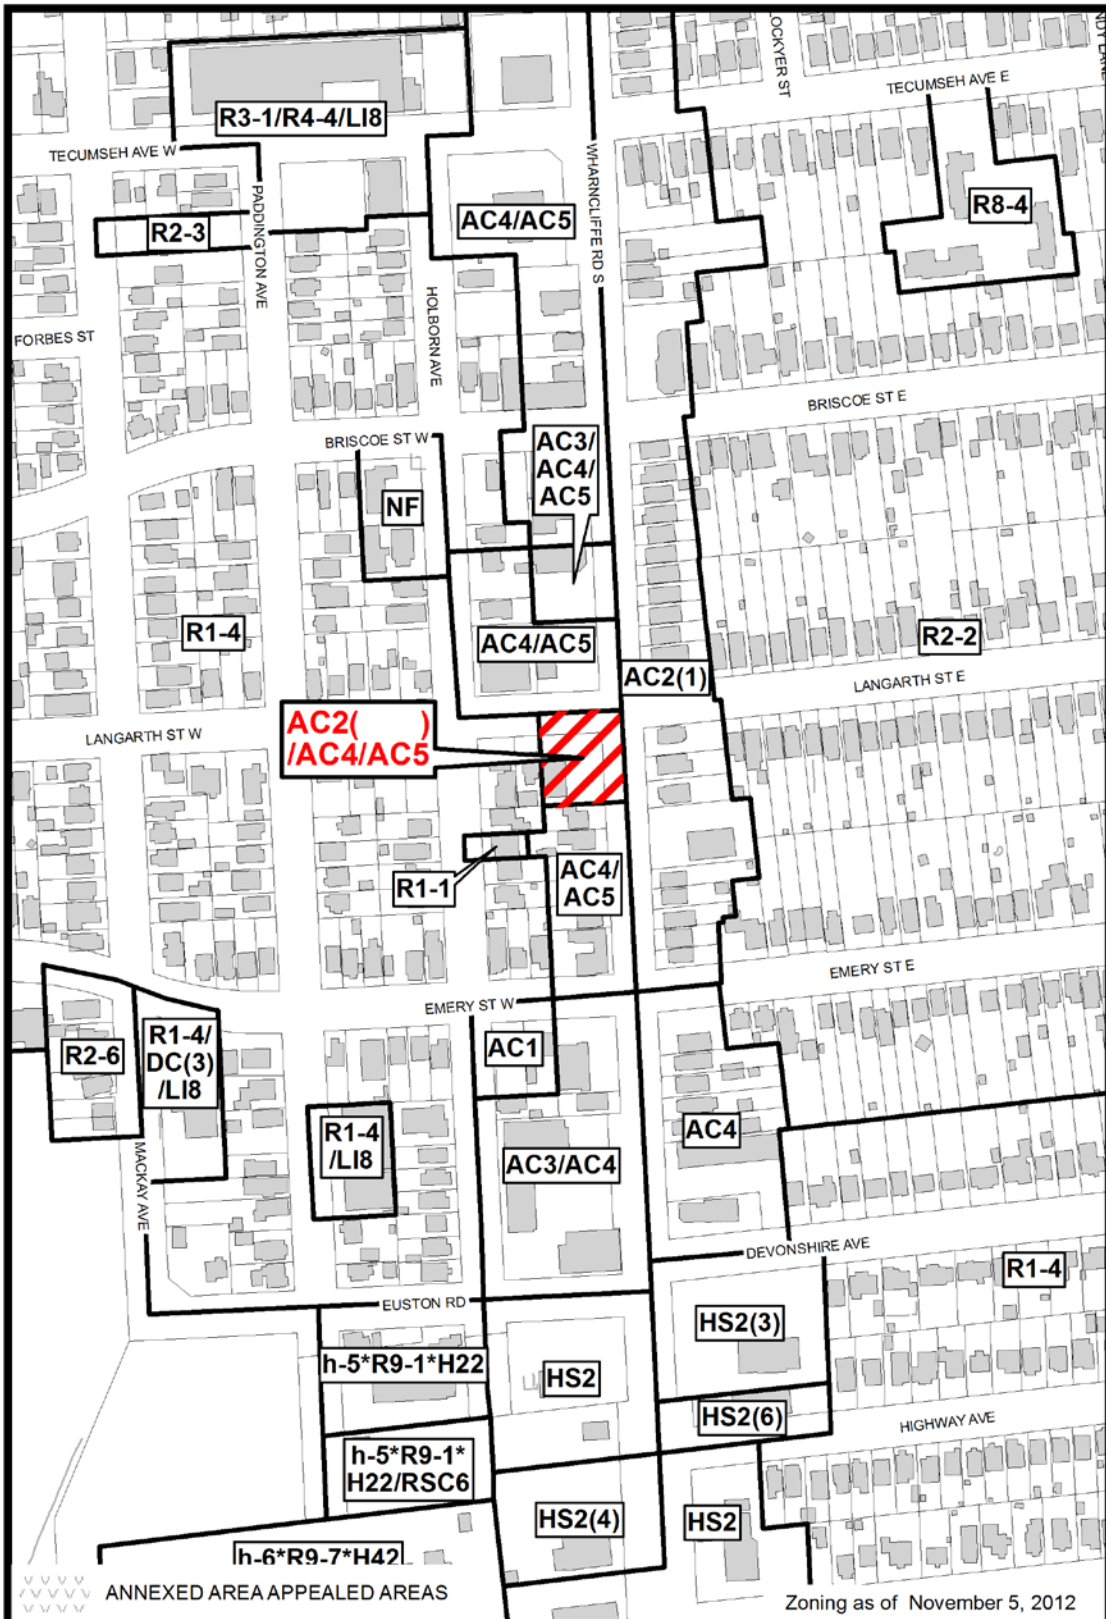 LOCKYER ST
TECUMSEH AVE E
R3-1/R4-4/LI8
TECUMSEH AVE W
WHARNCLIFFE RD S
PADDINGTON AVE
R8-4
AC4/AC5
R2-3
HOLBORN AVE
FORBES ST
BRISCOE ST E
BRISCOE ST W
AC3/
AC4/
AC5
NF
R1-4
AC4/AC5
R2-2
AC2(1)
LANGARTH ST E
AC2(       )
/AC4/AC5
LANGARTH ST W
R1-1
AC4/
AC5
EMERY ST E
EMERY ST W
R2-6
R1-4/
DC(3)
/LI8
AC1
AC4
R1-4
/LI8
AC3/AC4
MACKAY AVE
DEVONSHIRE AVE
R1-4
EUSTON RD
HS2(3)
h-5*R9-1*H22
HS2
HS2(6)
HIGHWAY AVE
h-5*R9-1*
H22/RSC6
HS2(4)
HS2
h-6*R9-7*H42
ANNEXED AREA APPEALED AREAS
Zoning as of November 5, 2012